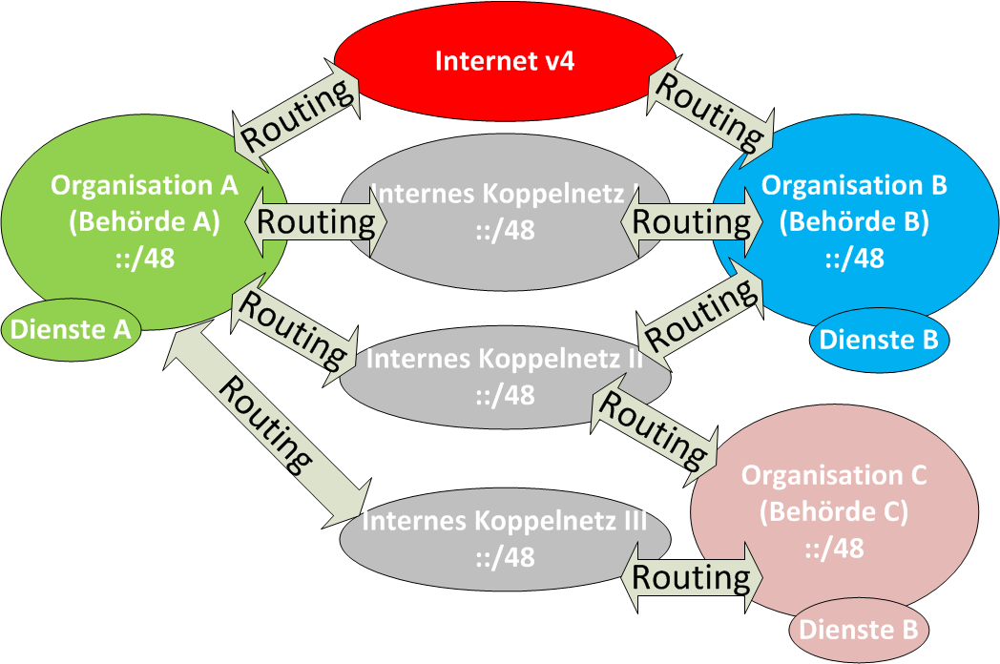 Internet v4
Routing
Routing
Organisation A
(Behörde A)
::/48
Dienste A
Routing
Internes Koppelnetz I
::/48
Routing
Organisation B
(Behörde B)
::/48
Dienste B
Routing
Internes Koppelnetz II
::/48
Routing
Routing
Routing
Internes Koppelnetz III
::/48
Routing
Organisation C
(Behörde C)
::/48
Dienste B